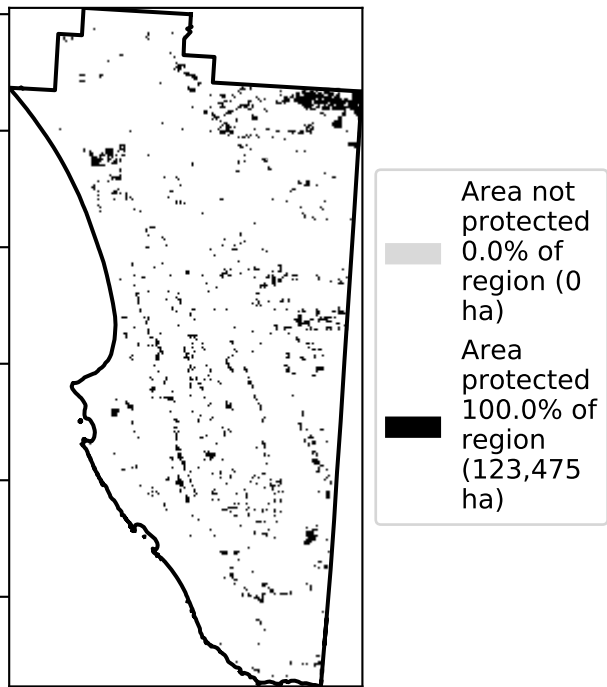 Area not
protected
0.0% of
region (0
ha)
Area
protected
100.0% of
region
(123,475
ha)